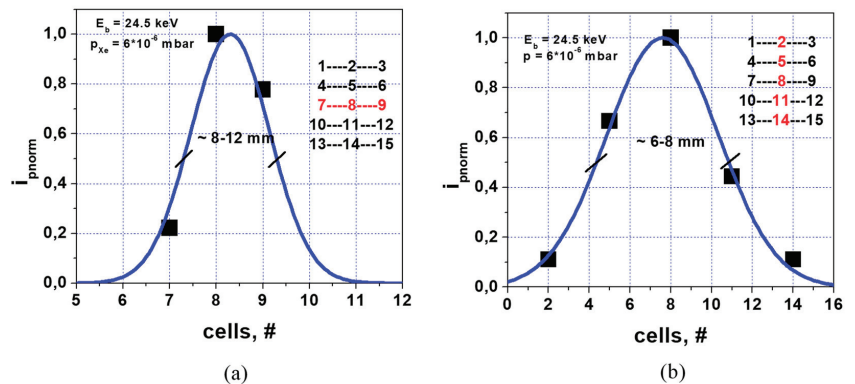 E_b = 24.5 keV
p_Xe = 6*10^-6 mbar
1----2----3
4----5----6
7----8----9
10---11---12
13---14---15
~ 8-12 mm
i_pnorm
1,0
0,8
0,6
0,4
0,2
0,0
5 6 7 8 9 10 11 12
cells, #
(a)
E_b = 24.5 keV
p = 6*10^-6 mbar
1----2----3
4----5----6
7----8----9
10---11---12
13---14---15
~ 6-8 mm
i_pnorm
1,0
0,8
0,6
0,4
0,2
0,0
0 2 4 6 8 10 12 14 16
cells, #
(b)